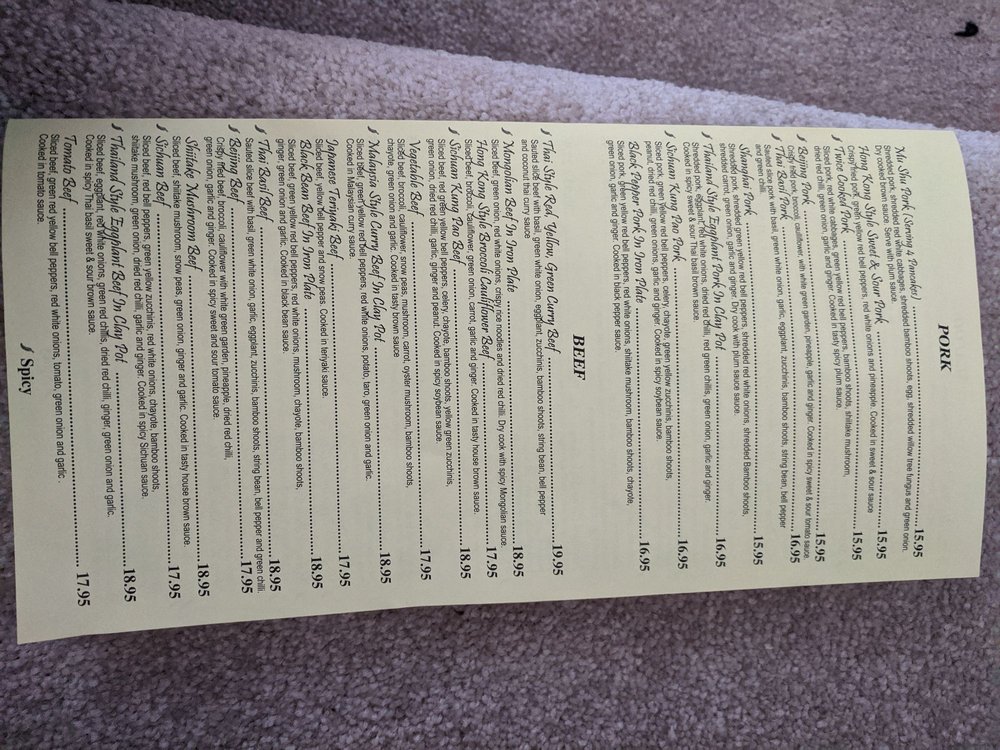 PORK
Mu Shu Pork (Spring Pancakes) 15.95
Shredded pork, shredded white cabbages, shredded bamboo shoots, egg, shredded willow tree fungus and green onion.
Dry cooked in house sauce. Serve with plum sauce.
Hong Kong Style Sweet & Sour Pork 15.95
Crispy fried pork, green yellow red bell peppers, red white onions and pineapple. Cooked in sweet & sour sauce
Twice Cooked Pork 15.95
Sliced pork, red white cabbages, green yellow red bell peppers, bamboo shoots, shiitake mushroom,
dried red chilli, green onion, garlic and ginger. Cooked in tasty spicy plum sauce.
Beijing Pork 15.95
Crispy fried pork, broccoli, cauliflower, with white green garden, pineapple, garlic and ginger. Cooked in spicy sweet & sour tomato sauce.
Thai Basil Pork 16.95
Sauted sliced pork with basil, green white onion, garlic, eggplant, zucchinis, bamboo shoots, string bean, bell pepper
and green chilli.
Shanghai Pork 15.95
Shredded pork, shredded green yellow red bell peppers, shredded red white onions, shredded Bamboo shoots,
shredded carrot, green onion, garlic and ginger. Dry cook with plum sauce.
Thailand Style Eggplant Pork In Clay Pot 16.95
Shredded pork, eggplant, red white onions, dried red chilli, red green chillis, green onion, garlic and ginger.
Cooked in spicy sweet & sour Thai basil brown sauce.
Sichuan Kung Pao Pork 16.95
Sliced pork, green yellow red bell peppers, celery, chayote, green yellow zucchinis, bamboo shoots,
peanut, dried red chilli, green onions, garlic and ginger. Cooked in spicy soybean sauce.
Black Pepper Pork In Iron Plate 16.95
Sliced pork, green yellow red bell peppers, red white onions, shiitake mushroom, bamboo shoots, chayote,
green onion, garlic and ginger. Cooked in black pepper sauce.
BEEF
Thai Style Red, Yellow, Green Curry Beef 19.95
Sauted slice beef with basil, green white onion, eggplant, zucchinis, bamboo shoots, string bean, bell pepper
and coconut thai curry sauce
Mongolian Beef In Iron Plate 18.95
Sliced beef, green onion, red white onions, crispy rice noodles and dried red chilli. Dry cook with spicy Mongolian sauce.
Hong Kong Style Broccoli Cauliflower Beef 17.95
Sliced beef, broccoli, cauliflower, green onion, carrot, garlic and ginger. Cooked in tasty house brown sauce.
Sichuan Kung Pao Beef 18.95
Sliced beef, red green yellow bell peppers, celery, chayote, bamboo shoots, yellow green zucchinis,
green onion, dried red chilli, garlic, ginger and peanut. Cooked in spicy soybean sauce.
Vegetable Beef 17.95
Sliced beef, broccoli, cauliflower, snow peas, mushroom, carrot, oyster mushroom, bamboo shoots,
chayote, green onion and garlic. Cooked in tasty brown sauce
Malaysia Style Curry Beef In Clay Pot 18.95
Sliced beef, green yellow red bell peppers, red white onions, potato, taro, green onion and garlic.
Cooked in Malaysian curry sauce.
Japanese Teriyaki Beef 17.95
Sliced beef, yellow bell pepper and snow peas. Cooked in teriyaki sauce.
Black Bean Beef In Iron Plate 18.95
Sliced beef, green yellow red bell peppers, red white onions, mushroom, chayote, bamboo shoots,
ginger, green onion and garlic. Cooked in black bean sauce.
Thai Basil Beef 18.95
Sauted slice beef with basil, green white onion, garlic, eggplant, zucchinis, bamboo shoots, string bean, bell pepper and green chilli.
Beijing Beef 17.95
Crispy fried beef, broccoli, cauliflower with white green garden, pineapple, dried red chilli,
green onion, garlic and ginger. Cooked in spicy sweet and sour tomato sauce.
Shiitake Mushroom Beef 18.95
Sliced beef, shiitake mushroom, snow peas, green onion, ginger and garlic. Cooked in tasty house brown sauce.
Sichuan Beef 17.95
Sliced beef, red bell peppers, green yellow zucchinis, red white onions, chayote, bamboo shoots,
shiitake mushroom, green onion, dried red chilli, garlic and ginger. Cooked in spicy Sichuan sauce.
Thailand Style Eggplant Beef In Clay Pot 18.95
Sliced beef, eggplant, red white onions, green red chillis, dried red chilli, ginger, green onion and garlic.
Cooked in spicy Thai basil sweet & sour brown sauce.
Tomato Beef 17.95
Sliced beef, green red yellow bell peppers, red white onions, tomato, green onion and garlic.
Cooked in tomato sauce.
Spicy